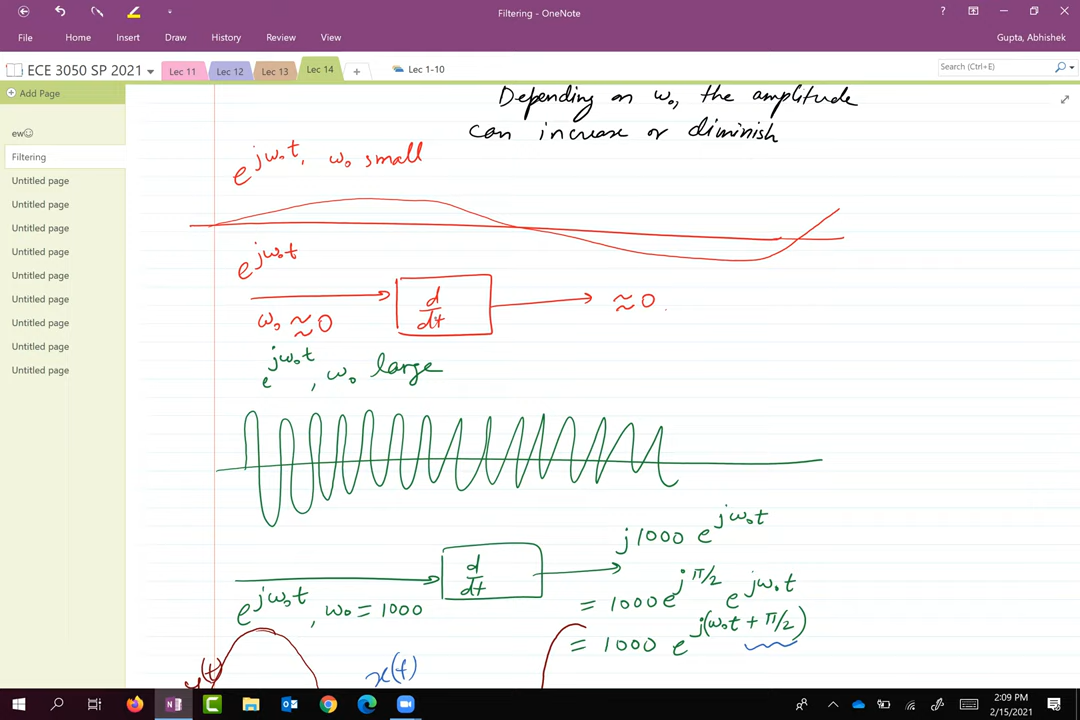 Filtering - OneNote
File Home Insert Draw History Review View
Gupta, Abhishek
ECE 3050 SP 2021
Lec 11
Lec 12
Lec 13
Lec 14
Lec 1-10
Search (Ctrl+E)
Add Page
ew☺
Filtering
Untitled page
Untitled page
Untitled page
Untitled page
Untitled page
Untitled page
Untitled page
Untitled page
Untitled page
Depending on ω₀, the amplitude
can increase or diminish
e^{jω₀t}, ω₀ small
e^{jω₀t}
ω₀ ≈ 0
d/dt
≈ 0
e^{jω₀t}, ω₀ large
e^{jω₀t}, ω₀ = 1000
d/dt
j1000 e^{jω₀t}
= 1000 e^{jπ/2} e^{jω₀t}
= 1000 e^{j(ω₀t + π/2)}
x(t)
2:09 PM
2/15/2021